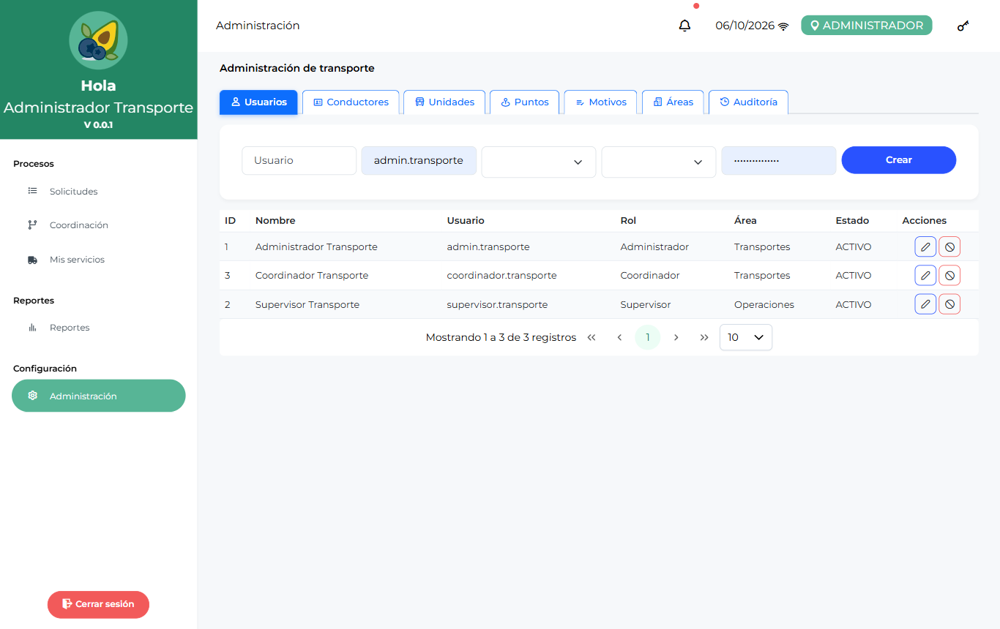 Hola
Administrador Transporte
V 0.0.1
Procesos
Solicitudes
Coordinación
Mis servicios
Reportes
Reportes
Configuración
Administración
Cerrar sesión
Administración
06/10/2026
ADMINISTRADOR
Administración de transporte
Usuarios Conductores Unidades Puntos Motivos Áreas Auditoría
Usuario admin.transporte ••••••••••••••• Crear
ID Nombre Usuario Rol Área Estado Acciones
1 Administrador Transporte admin.transporte Administrador Transportes ACTIVO
3 Coordinador Transporte coordinador.transporte Coordinador Transportes ACTIVO
2 Supervisor Transporte supervisor.transporte Supervisor Operaciones ACTIVO
Mostrando 1 a 3 de 3 registros « ‹ 1 › » 10